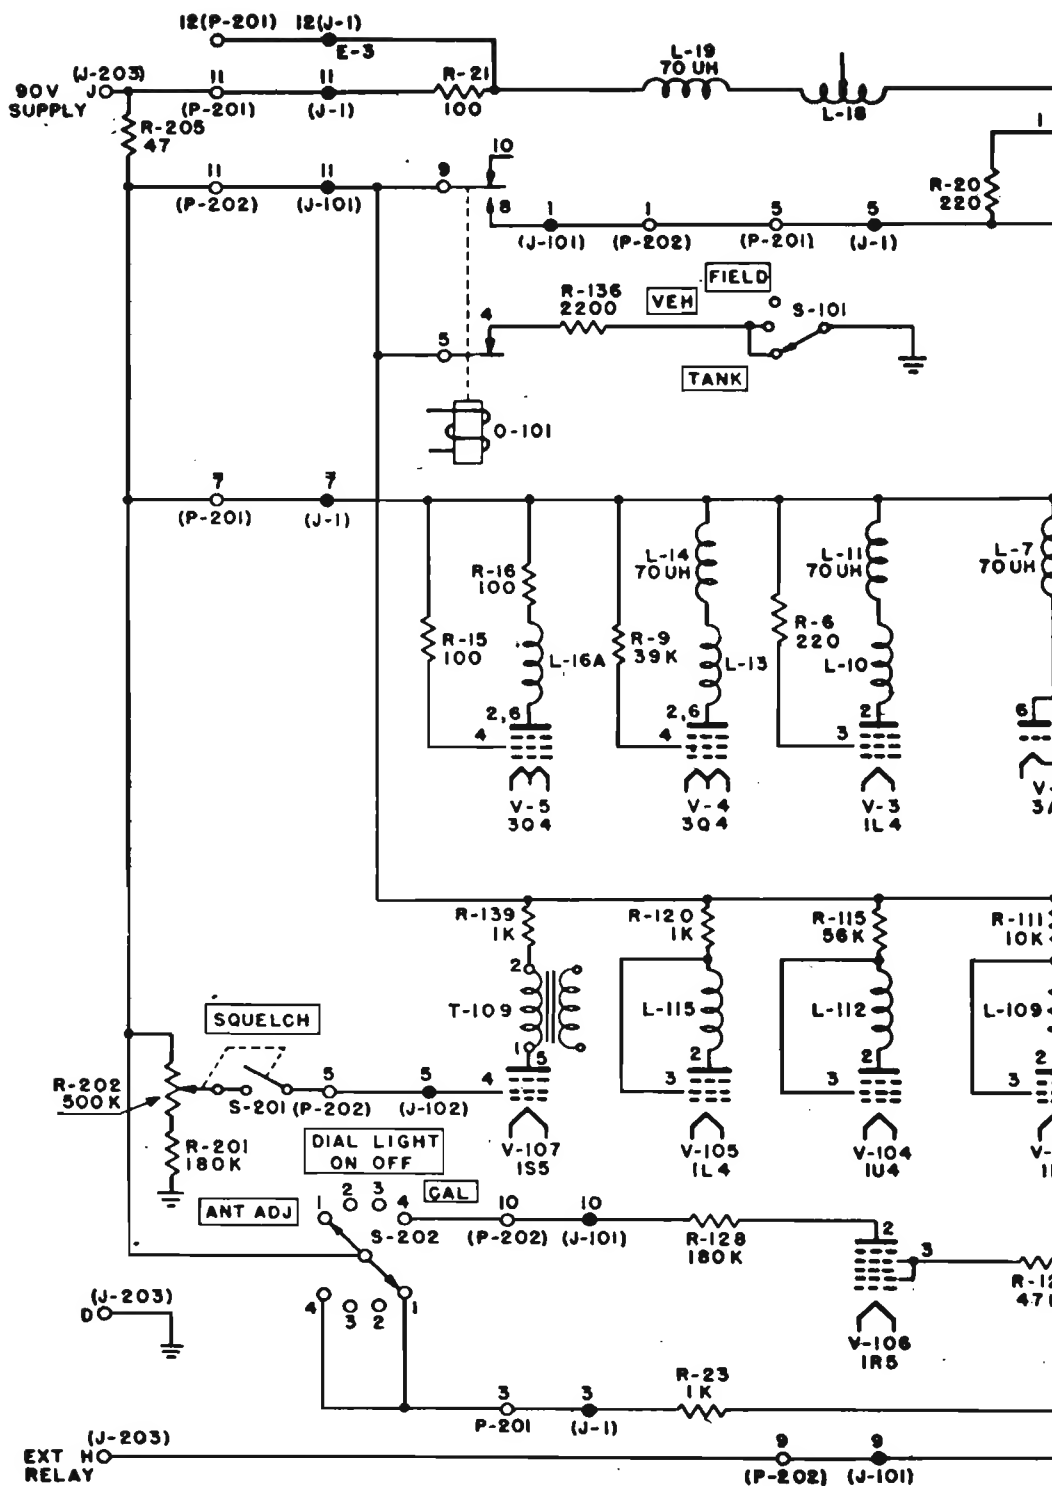 12(P-201) 12(J-1)
E-3
(J-203)
J
90V
SUPPLY
11
(P-201)
11
(J-1)
R-21
100
L-19
70UH
L-18
1
R-205
47
11
(P-202)
11
(J-101)
9
10
8
1
(J-101)
1
(P-202)
5
(P-201)
5
(J-1)
R-20
220
FIELD
VEH
R-136
2200
S-101
4
5
TANK
O-101
7
(P-201)
7
(J-1)
R-16
100
R-15
100
L-16A
L-14
70UH
R-9
39K
L-13
L-11
70UH
R-6
220
L-10
L-7
70UH
2,6
4
V-5
3Q4
2,6
4
V-4
3Q4
2
3
V-3
1L4
6
R-139
1K
R-120
1K
R-115
56K
R-111
10K
2
T-109
1
L-115
L-112
L-109
SQUELCH
R-202
500K
S-201
5
(P-202)
5
(J-102)
5
4
V-107
1S5
2
3
V-105
1L4
2
3
V-104
1U4
2
3
R-201
180K
DIAL LIGHT
ON OFF
CAL
ANT ADJ
1 2 3 4
S-202
10
(P-202)
10
(J-101)
R-128
180K
2
3
V-106
1R5
(J-203)
D
4 3 2 1
3
P-201
3
(J-1)
R-23
1K
(J-203)
EXT H
RELAY
9
(P-202)
9
(J-101)